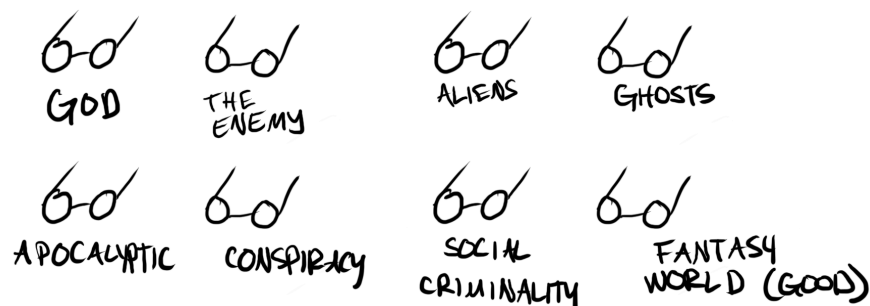 GOD
THE
ENEMY
ALIENS
GHOSTS
APOCALYPTIC
CONSPIRACY
SOCIAL
CRIMINALITY
FANTASY
WORLD (GOOD)